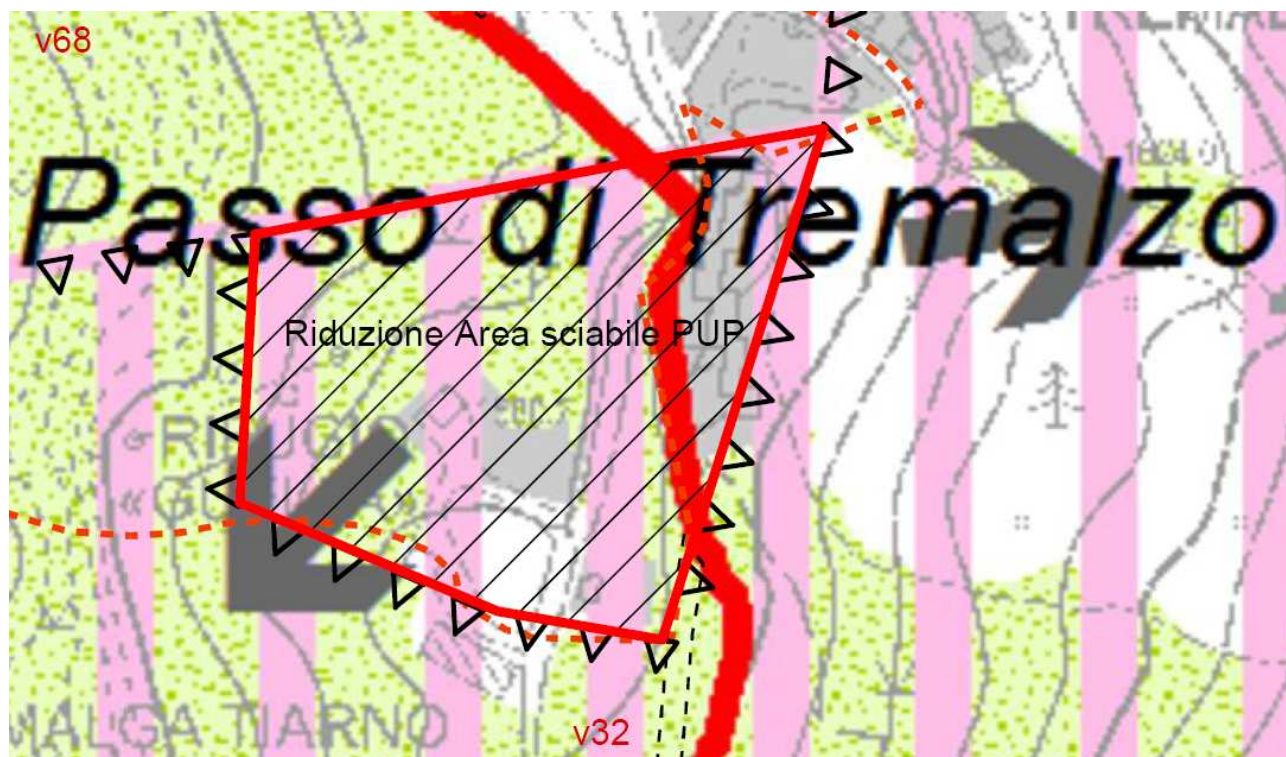 v68
Passo di Tremalzo
Riduzione Area sciabile PUP
MALGA TIARNO
v32